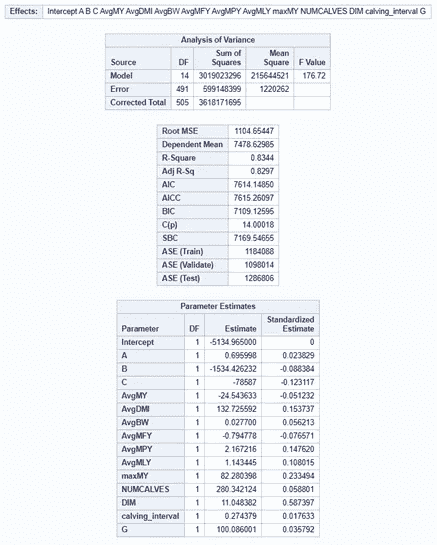 Effects: Intercept A B C AvgMY AvgDMI AvgBW AvgMFY AvgMPY AvgMLY maxMY NUMCALVES DIM calving_interval G
Analysis of Variance
Source DF Sum of Squares Mean Square F Value
Model 14 3019023296 215644521 176.72
Error 491 599148399 1220262
Corrected Total 505 3618171695
Root MSE 1104.65447
Dependent Mean 7478.62985
R-Square 0.8344
Adj R-Sq 0.8297
AIC 7614.14850
AICC 7615.26097
BIC 7109.12595
C(p) 14.00018
SBC 7169.54655
ASE (Train) 1184088
ASE (Validate) 1098014
ASE (Test) 1286806
Parameter Estimates
Parameter DF Estimate Standardized Estimate
Intercept 1 -5134.965000 0
A 1 0.695998 0.023829
B 1 -1534.426232 -0.088384
C 1 -78587 -0.123117
AvgMY 1 -24.543633 -0.051232
AvgDMI 1 132.725592 0.153737
AvgBW 1 0.027700 0.056213
AvgMFY 1 -0.794778 -0.076571
AvgMPY 1 2.167216 0.147620
AvgMLY 1 1.143445 0.108015
maxMY 1 82.280398 0.233494
NUMCALVES 1 280.342124 0.058801
DIM 1 11.048382 0.587397
calving_interval 1 0.274379 0.017633
G 1 100.086001 0.035792